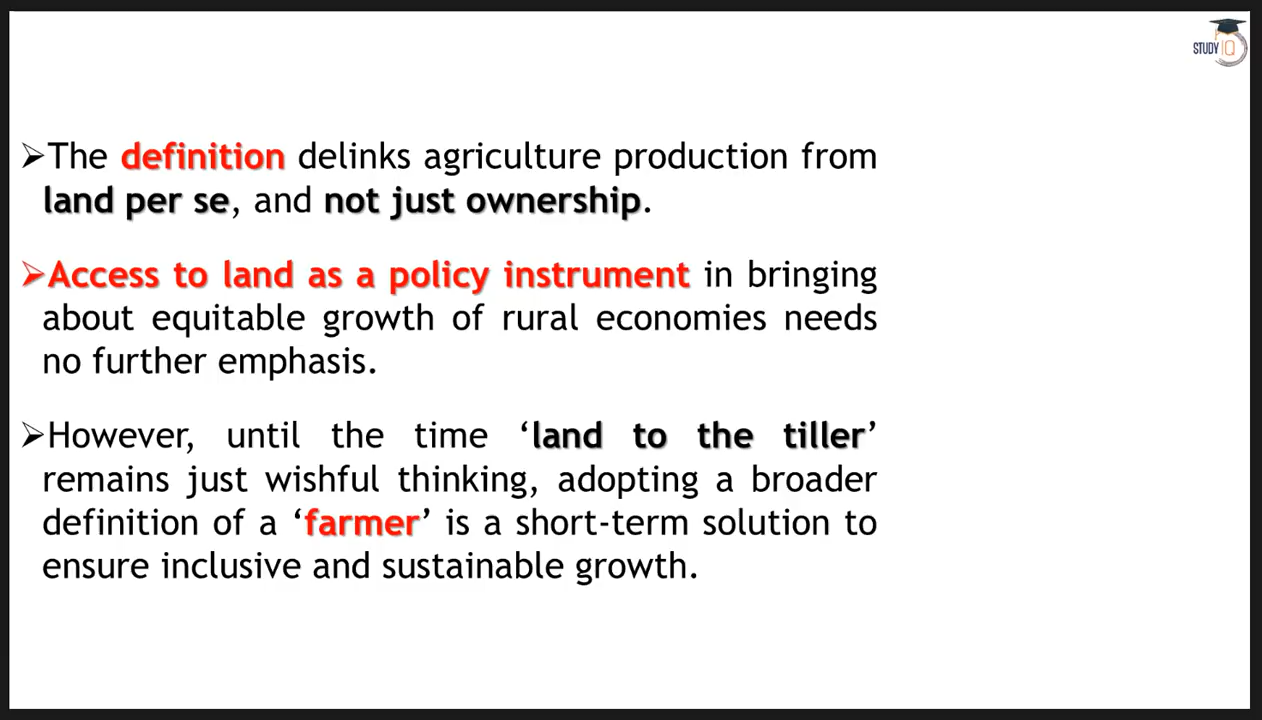 STUDY IQ
➢The definition delinks agriculture production from
land per se, and not just ownership.
➢Access to land as a policy instrument in bringing
about equitable growth of rural economies needs
no further emphasis.
➢However, until the time ‘land to the tiller’
remains just wishful thinking, adopting a broader
definition of a ‘farmer’ is a short-term solution to
ensure inclusive and sustainable growth.